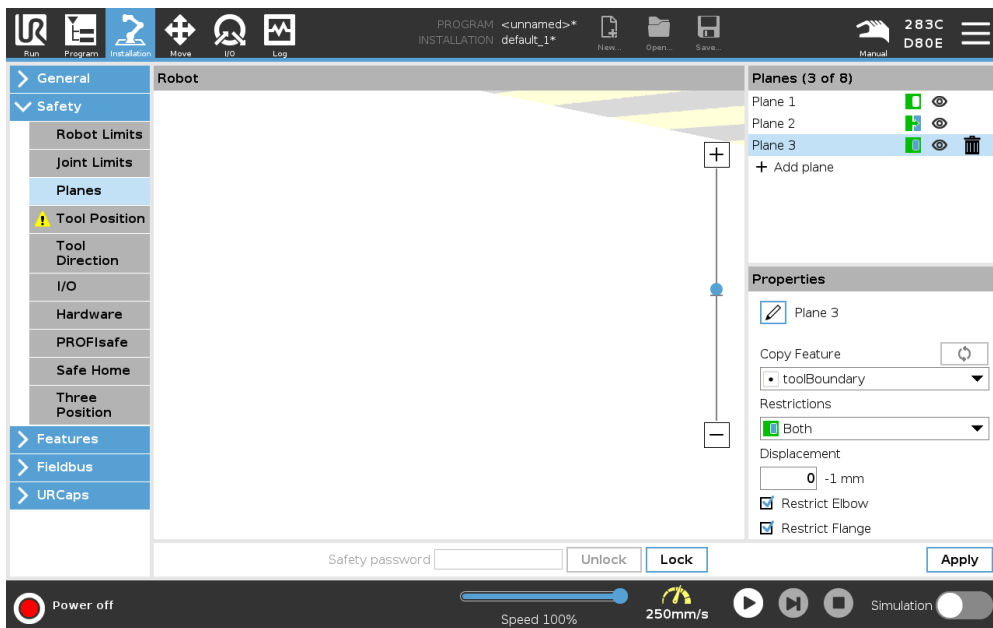 PROGRAM <unnamed>*
INSTALLATION default_1*
Run
Program
Installation
Move
I/O
Log
New...
Open...
Save...
Manual
283C
D80E
General
Safety
Robot Limits
Joint Limits
Planes
Tool Position
Tool
Direction
I/O
Hardware
PROFIsafe
Safe Home
Three
Position
Features
Fieldbus
URCaps
Robot
Planes (3 of 8)
Plane 1
Plane 2
Plane 3
+ Add plane
Properties
Plane 3
Copy Feature
toolBoundary
Restrictions
Both
Displacement
0 -1 mm
Restrict Elbow
Restrict Flange
Safety password
Unlock
Lock
Apply
Power off
Speed 100%
250mm/s
Simulation